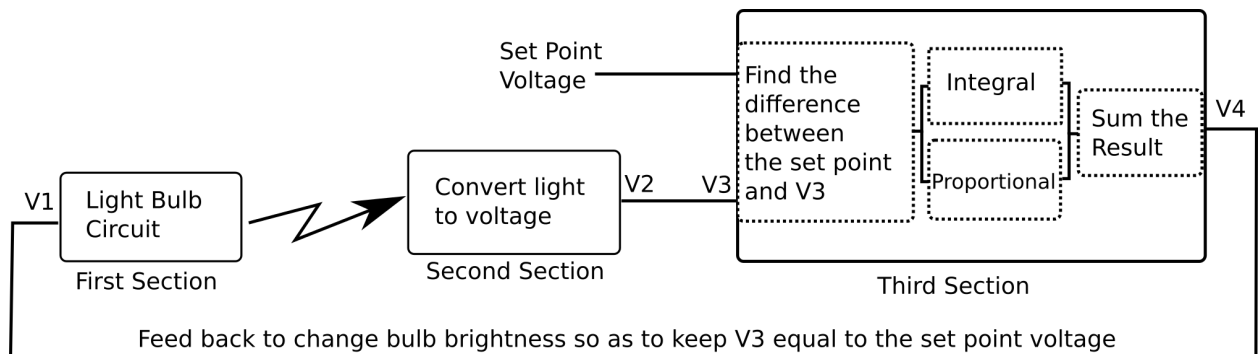 Set Point
Voltage
Find the
difference
between
the set point
and V3
Integral
Proportional
Sum the
Result
V4
V1
Light Bulb
Circuit
First Section
Convert light
to voltage
Second Section
V2
V3
Third Section
Feed back to change bulb brightness so as to keep V3 equal to the set point voltage